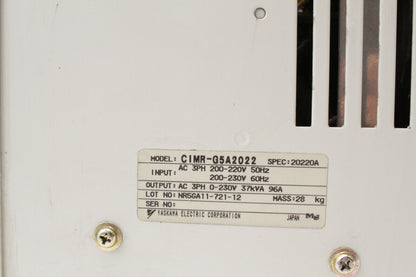 MODEL: CIMR-G5A2022 SPEC: 20220A
INPUT: AC 3PH 200-220V 50Hz
200-230V 60Hz
OUTPUT: AC 3PH 0-230V 37kVA 96A
LOT NO: NR5GA11-721-12 MASS: 28 kg
SER NO:
YASKAWA ELECTRIC CORPORATION JAPAN